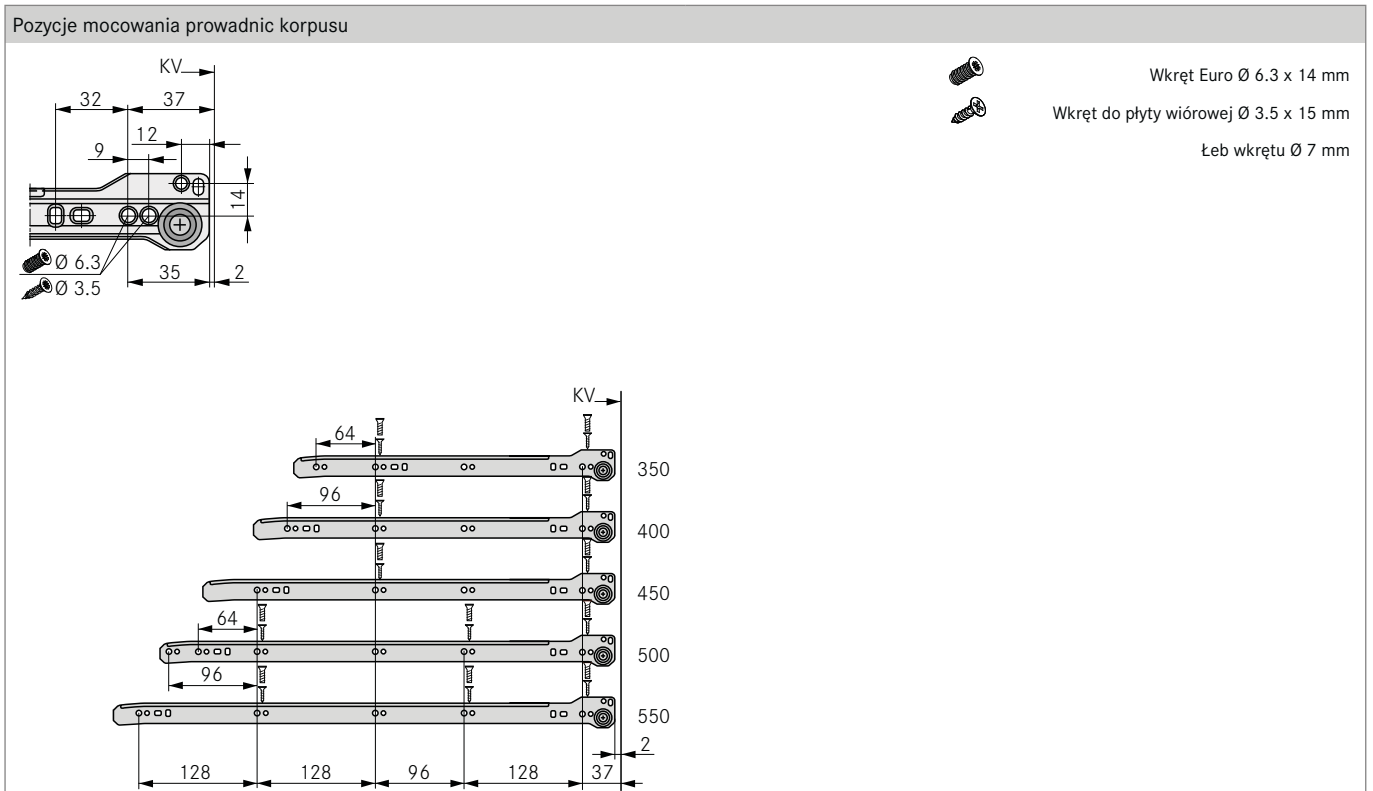 Pozycje mocowania prowadnic korpusu
KV
32
37
12
9
14
Ø 6.3
Ø 3.5
35
2
Wkręt Euro Ø 6.3 x 14 mm
Wkręt do płyty wiórowej Ø 3.5 x 15 mm
Łeb wkrętu Ø 7 mm
KV
64
350
96
400
450
64
500
96
550
2
128
128
96
128
37